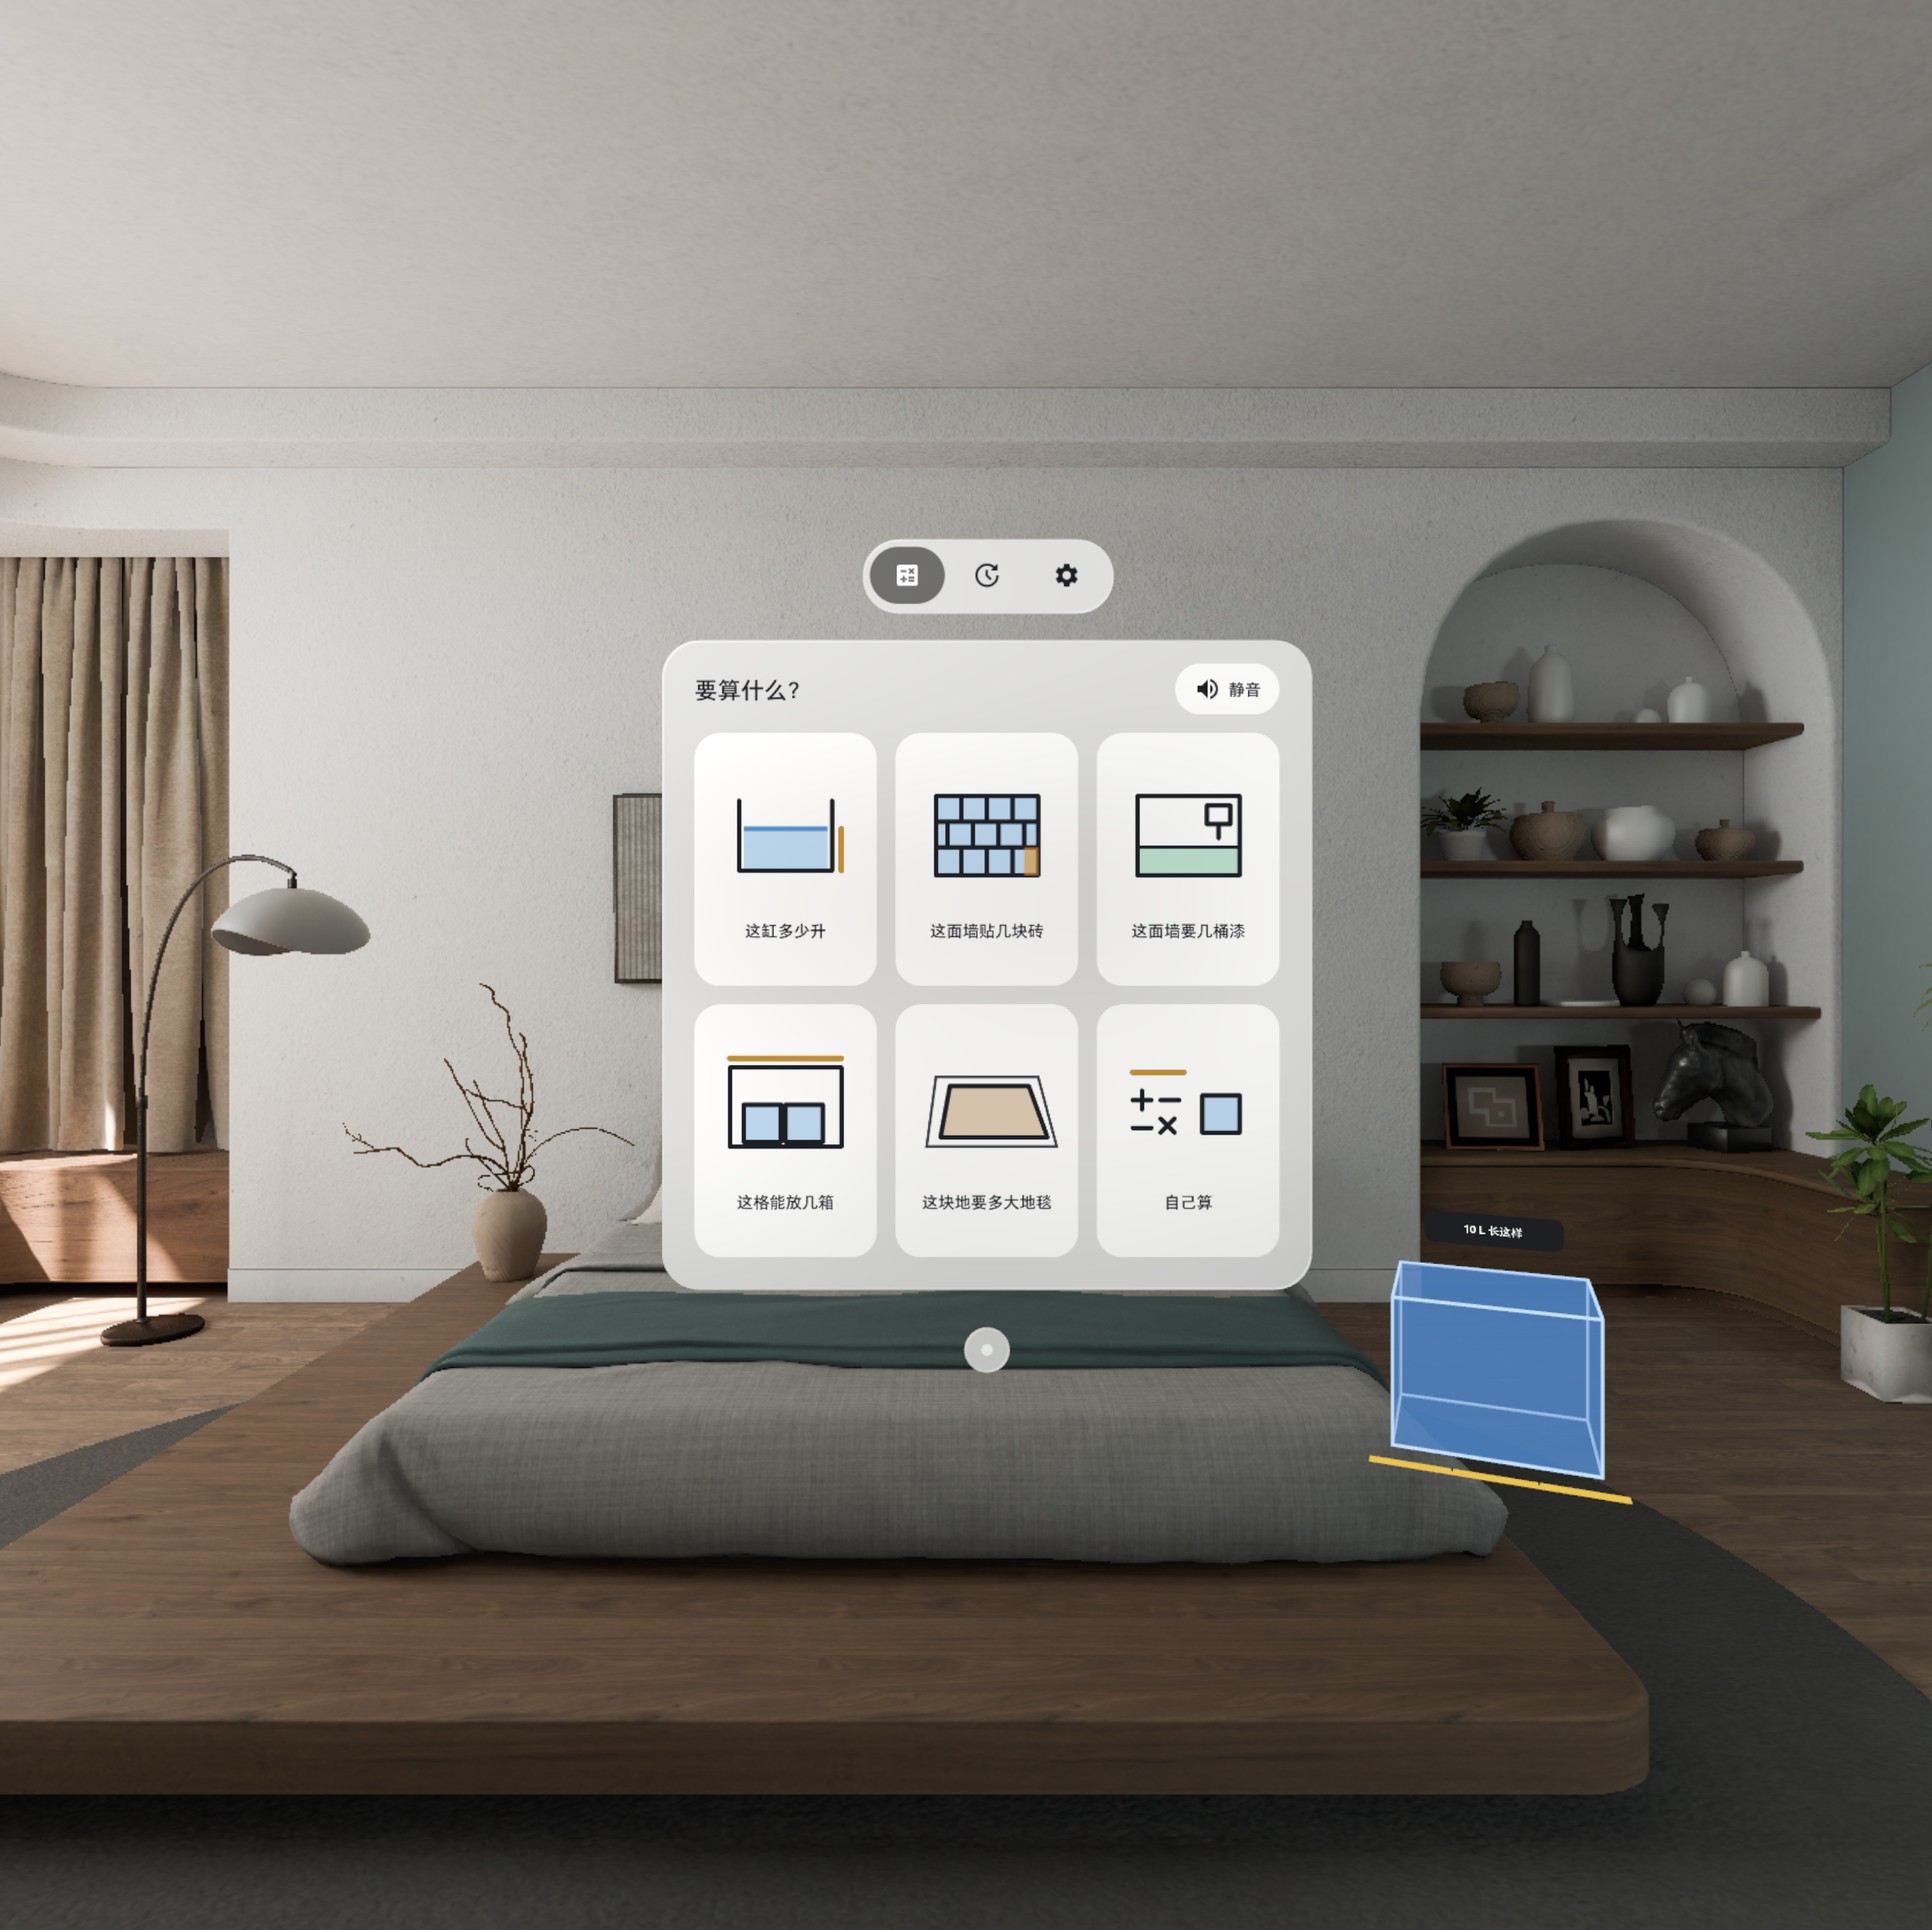 要算什么?
静音
这缸多少升
这面墙贴几块砖
这面墙要几桶漆
这格能放几箱
这块地要多大地毯
自己算
10 L 长这样